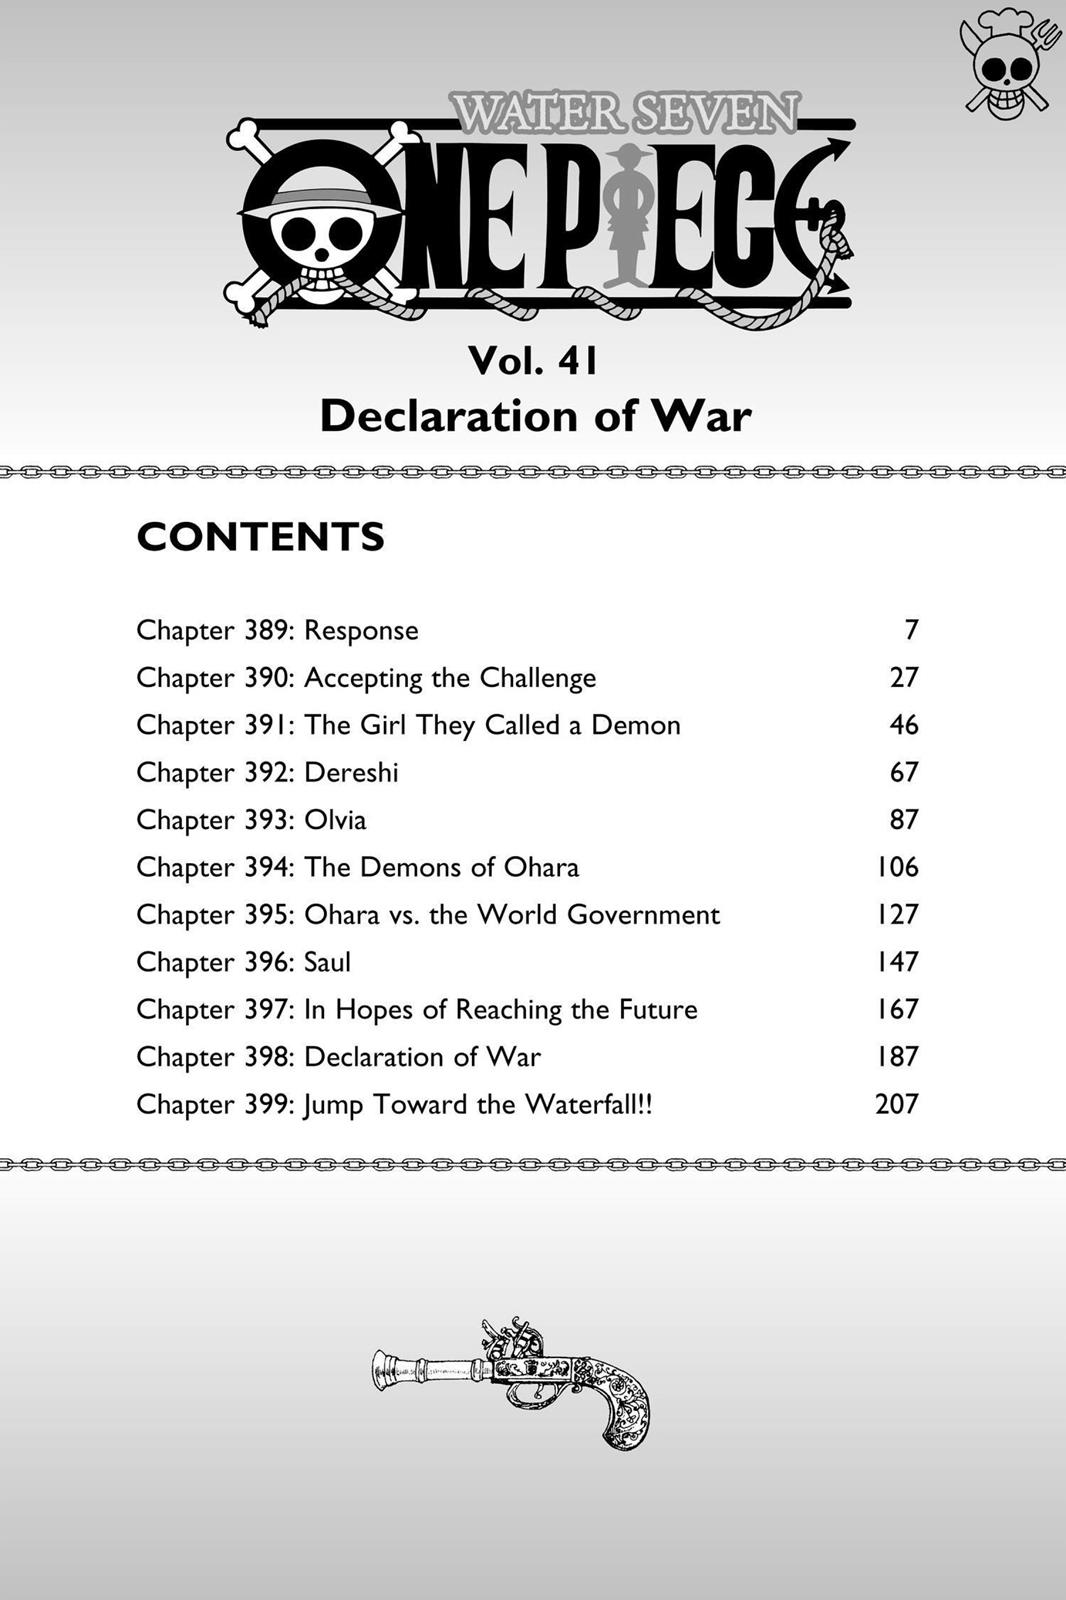 WATER SEVEN
ONE PIECE
Vol. 41
Declaration of War
CONTENTS
Chapter 389: Response 7
Chapter 390: Accepting the Challenge 27
Chapter 391: The Girl They Called a Demon 46
Chapter 392: Dereshi 67
Chapter 393: Olvia 87
Chapter 394: The Demons of Ohara 106
Chapter 395: Ohara vs. the World Government 127
Chapter 396: Saul 147
Chapter 397: In Hopes of Reaching the Future 167
Chapter 398: Declaration of War 187
Chapter 399: Jump Toward the Waterfall!! 207